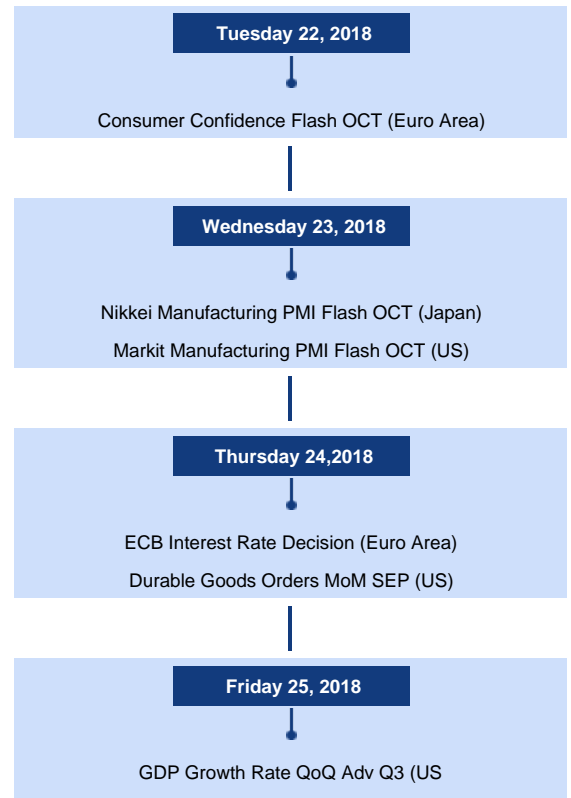 Tuesday 22, 2018
Consumer Confidence Flash OCT (Euro Area)
Wednesday 23, 2018
Nikkei Manufacturing PMI Flash OCT (Japan)
Markit Manufacturing PMI Flash OCT (US)
Thursday 24,2018
ECB Interest Rate Decision (Euro Area)
Durable Goods Orders MoM SEP (US)
Friday 25, 2018
GDP Growth Rate QoQ Adv Q3 (US